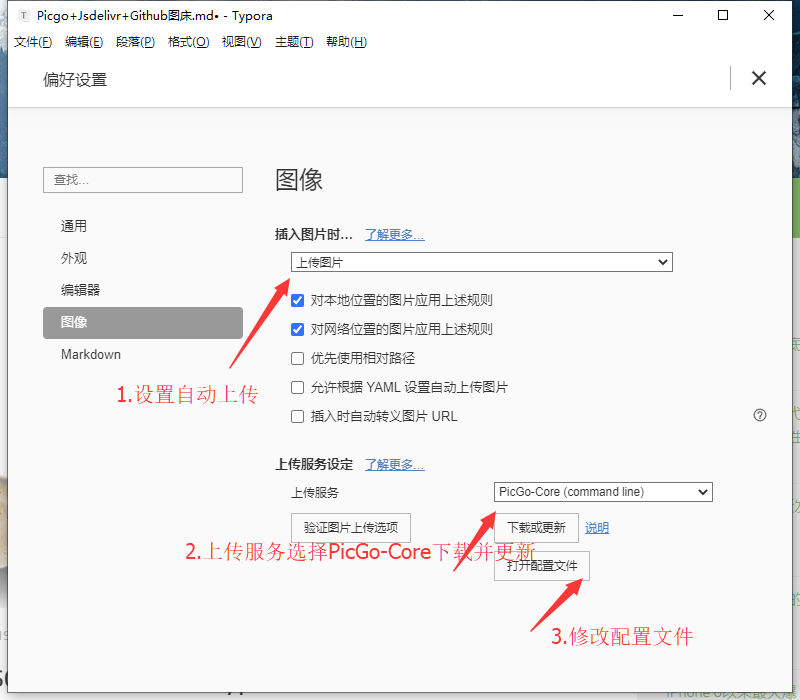 Picgo+Jsdelivr+Github图床.md• - Typora
文件(F) 编辑(E) 段落(P) 格式(O) 视图(V) 主题(T) 帮助(H)
偏好设置
查找...
图像
通用
外观
编辑器
图像
Markdown
插入图片时... 了解更多...
上传图片
对本地位置的图片应用上述规则
对网络位置的图片应用上述规则
优先使用相对路径
允许根据 YAML 设置自动上传图片
插入时自动转义图片 URL
1.设置自动上传
上传服务设定 了解更多...
上传服务 PicGo-Core (command line)
验证图片上传选项 下载或更新 说明
2.上传服务选择PicGo-Core下载并更新
打开配置文件
3.修改配置文件